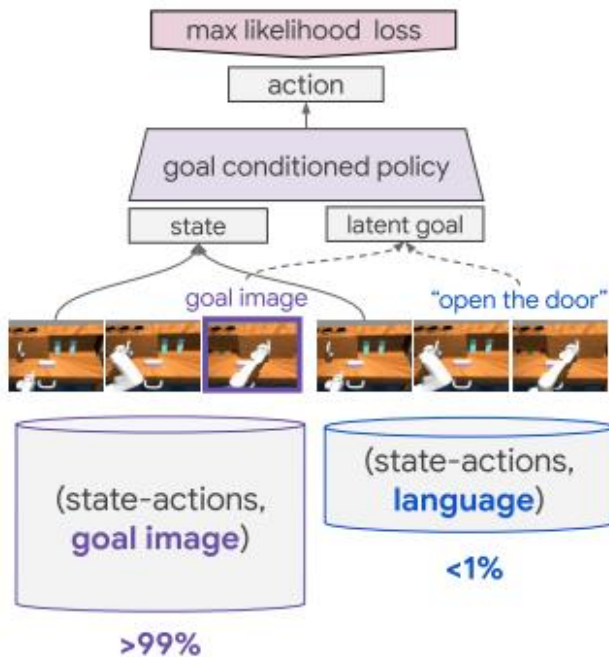 max likelihood loss
action
goal conditioned policy
state
latent goal
goal image
"open the door"
(state-actions,
goal image)
(state-actions,
language)
<1%
>99%